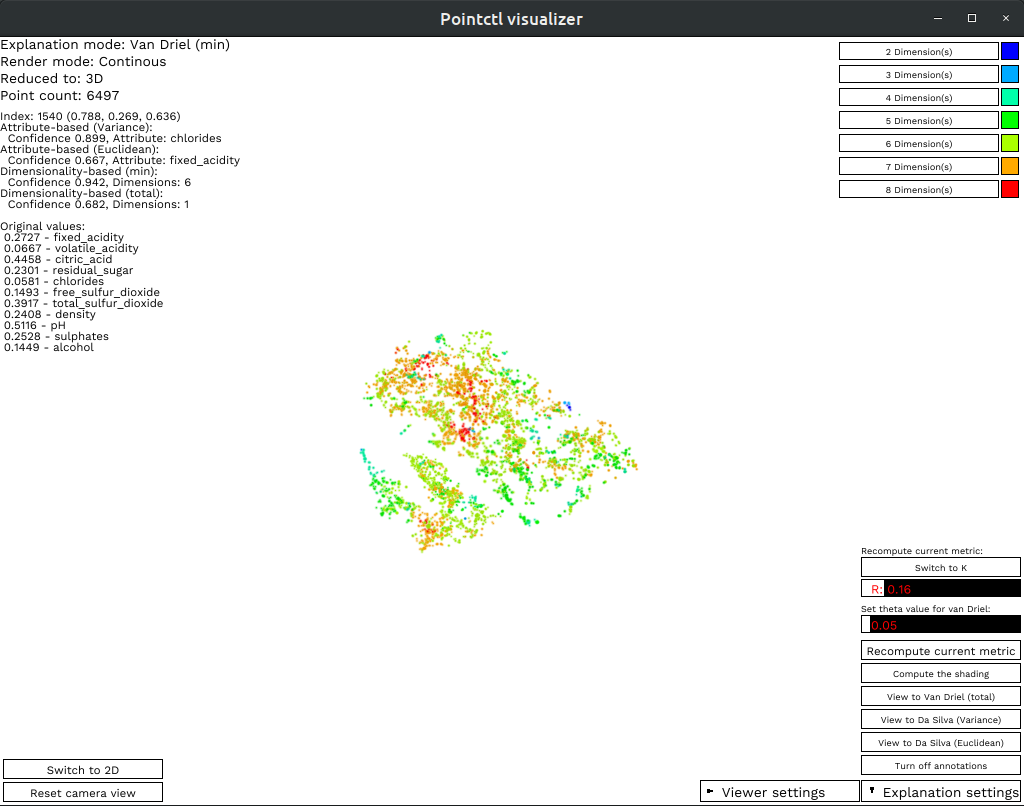 Pointctl visualizer
Explanation mode: Van Driel (min)
Render mode: Continous
Reduced to: 3D
Point count: 6497
Index: 1540 (0.788, 0.269, 0.636)
Attribute-based (Variance):
Confidence 0.899, Attribute: chlorides
Attribute-based (Euclidean):
Confidence 0.667, Attribute: fixed_acidity
Dimensionality-based (min):
Confidence 0.942, Dimensions: 6
Dimensionality-based (total):
Confidence 0.682, Dimensions: 1
Original values:
0.2727 - fixed_acidity
0.0667 - volatile_acidity
0.4458 - citric_acid
0.2301 - residual_sugar
0.0581 - chlorides
0.1493 - free_sulfur_dioxide
0.3917 - total_sulfur_dioxide
0.2408 - density
0.5116 - pH
0.2528 - sulphates
0.1449 - alcohol
2 Dimension(s)
3 Dimension(s)
4 Dimension(s)
5 Dimension(s)
6 Dimension(s)
7 Dimension(s)
8 Dimension(s)
Recompute current metric:
Switch to K
R: 0.16
Set theta value for van Driel:
0.05
Recompute current metric
Compute the shading
View to Van Driel (total)
View to Da Silva (Variance)
View to Da Silva (Euclidean)
Turn off annotations
Switch to 2D
Reset camera view
Viewer settings
Explanation settings